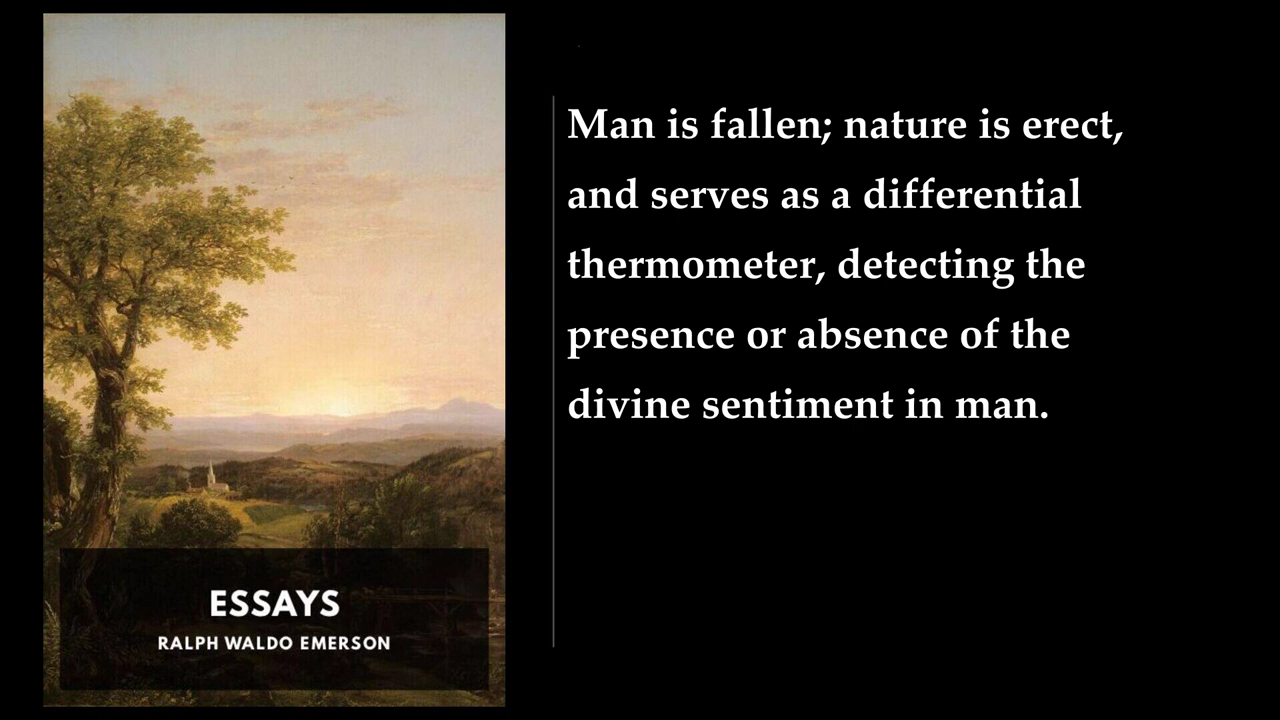 Man is fallen; nature is erect,
and serves as a differential
thermometer, detecting the
presence or absence of the
divine sentiment in man.
ESSAYS
RALPH WALDO EMERSON